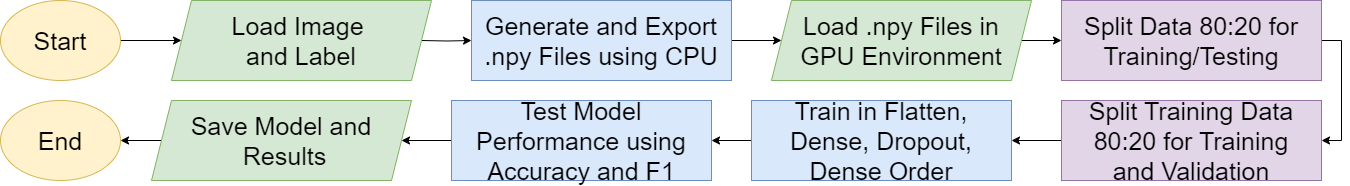 Start
Load Image
and Label
Generate and Export
.npy Files using CPU
Load .npy Files in
GPU Environment
Split Data 80:20 for
Training/Testing
Split Training Data
80:20 for Training
and Validation
Train in Flatten,
Dense, Dropout,
Dense Order
Test Model
Performance using
Accuracy and F1
Save Model and
Results
End